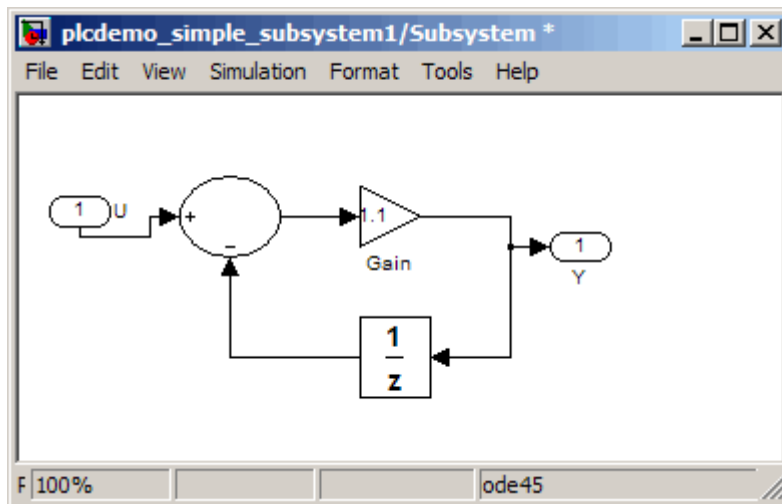 plcdemo_simple_subsystem1/Subsystem *
File Edit View Simulation Format Tools Help
1 U
+
−
1.1
Gain
1
Y
1
z
F 100% ode45